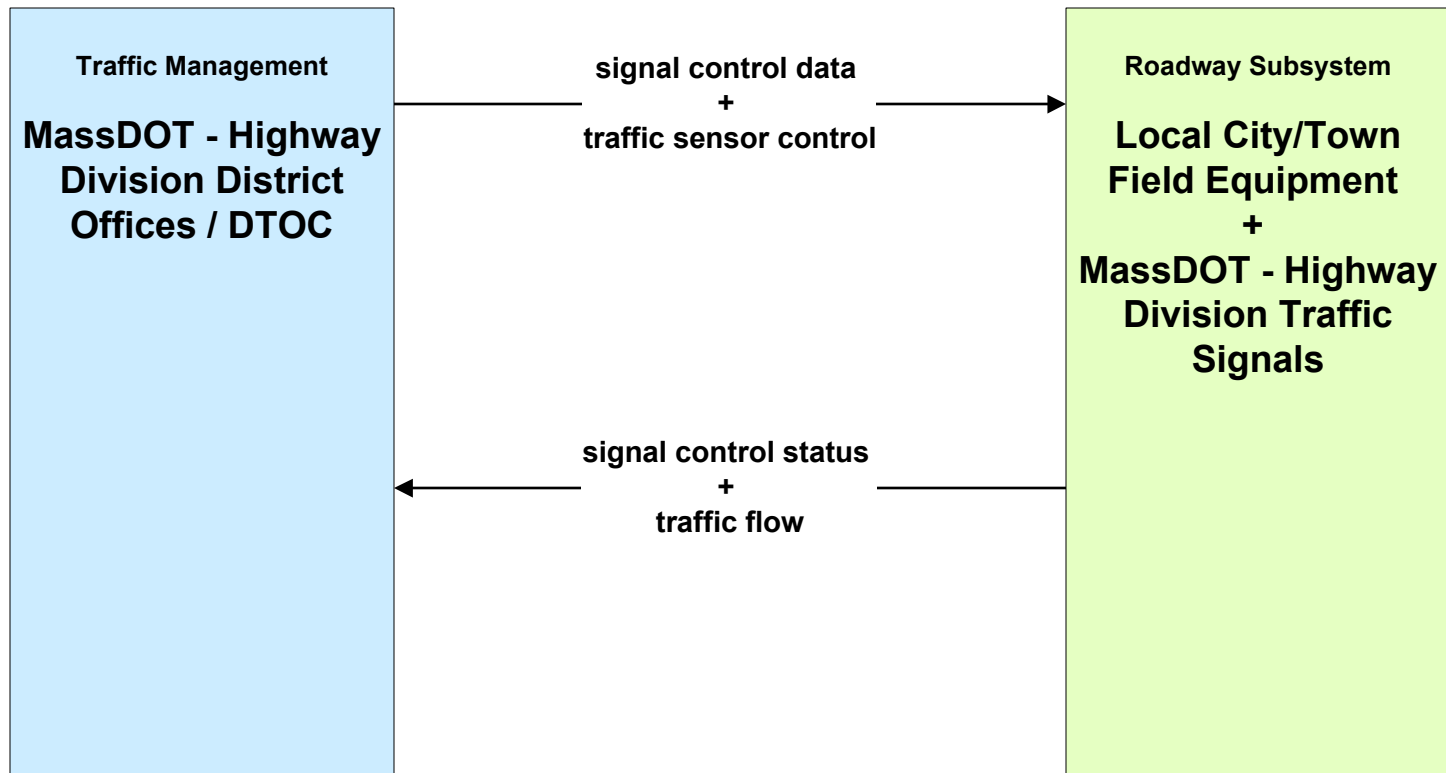 Traffic Management
MassDOT - Highway
Division District
Offices / DTOC
signal control data
+
traffic sensor control
signal control status
+
traffic flow
Roadway Subsystem
Local City/Town
Field Equipment
+
MassDOT - Highway
Division Traffic
Signals